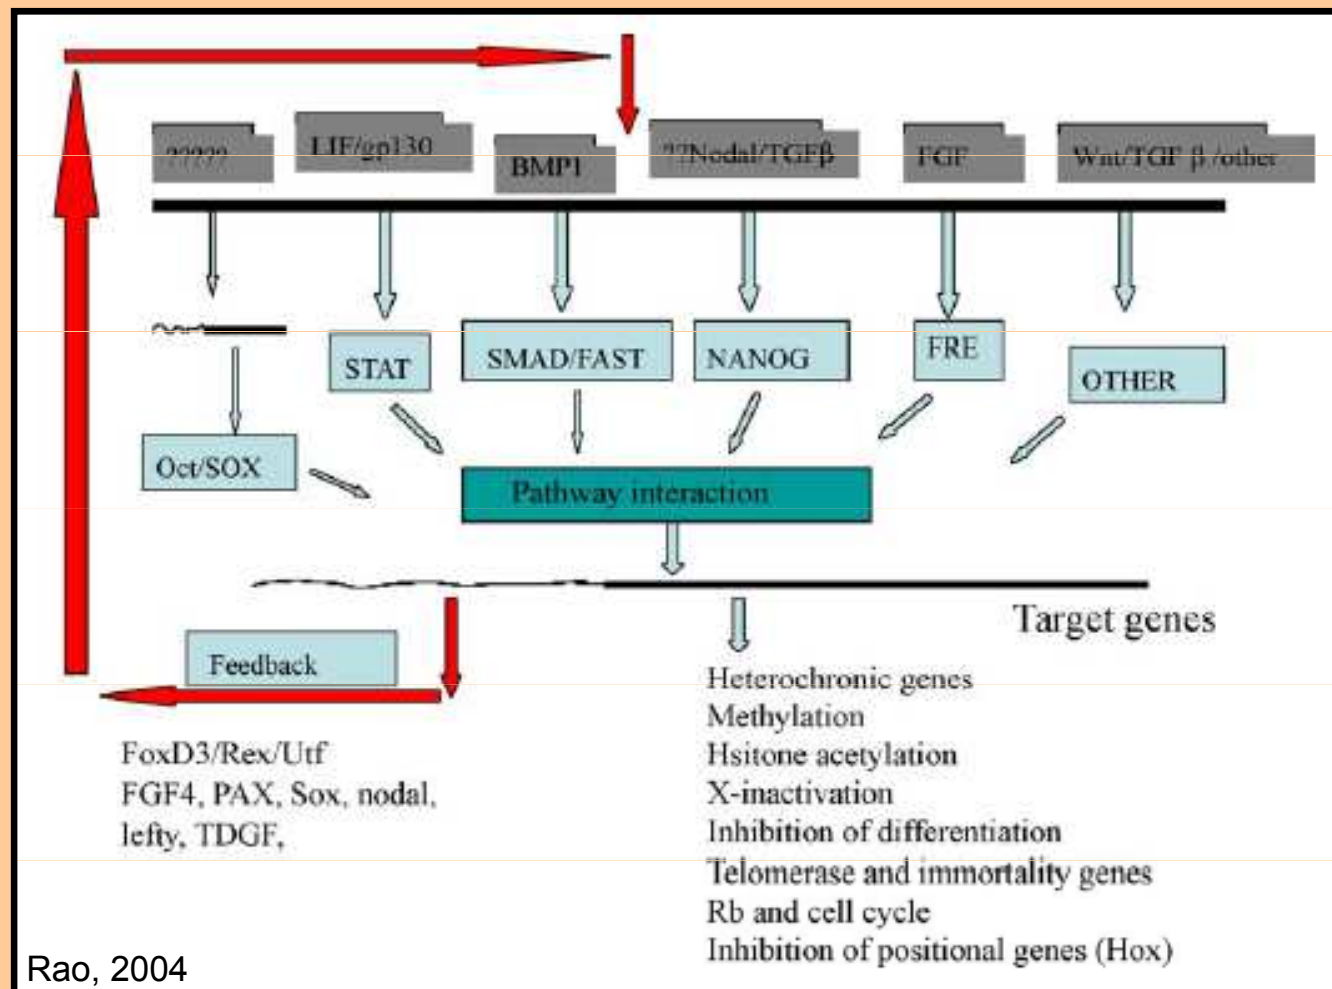 ?????
LIF/gp130
BMP1
??Nodal/TGFβ
FGF
Wnt/TGF β /other
STAT
SMAD/FAST
NANOG
FRE
OTHER
Oct/SOX
Pathway interaction
Target genes
Feedback
FoxD3/Rex/Utf
FGF4, PAX, Sox, nodal,
lefty, TDGF,
Heterochronic genes
Methylation
Hsitone acetylation
X-inactivation
Inhibition of differentiation
Telomerase and immortality genes
Rb and cell cycle
Inhibition of positional genes (Hox)
Rao, 2004